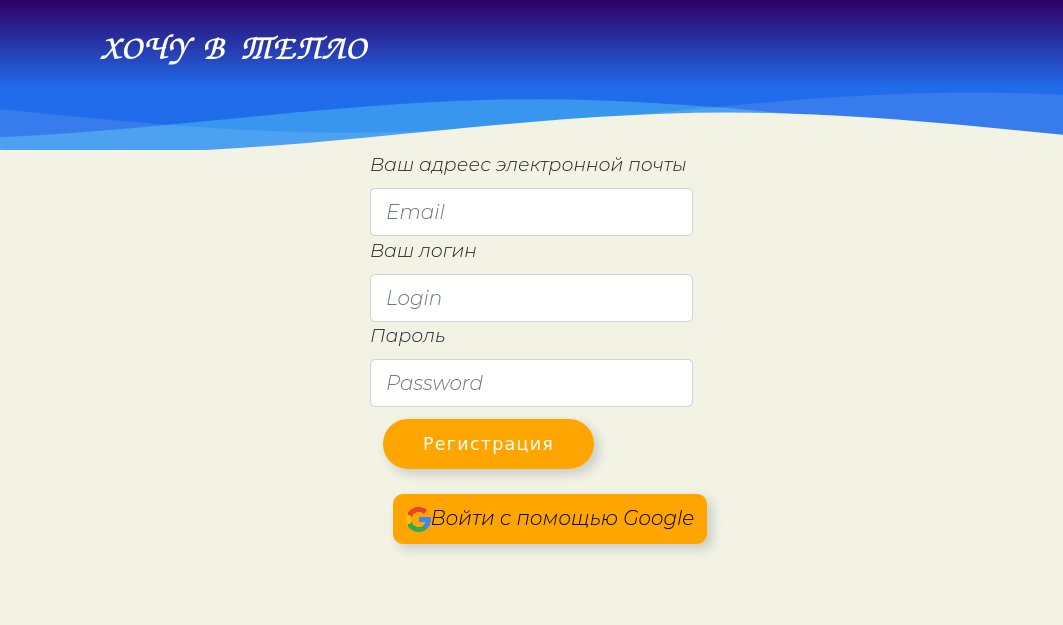 ХОЧУ В ТЕПЛО
Ваш адреес электронной почты
Email
Ваш логин
Login
Пароль
Password
Регистрация
Войти с помощью Google